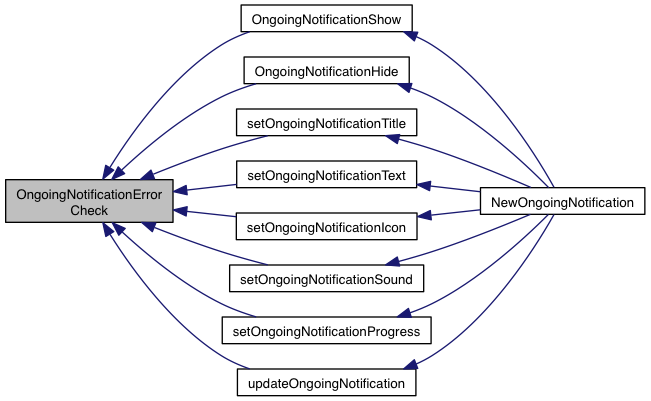 OngoingNotificationShow
OngoingNotificationHide
setOngoingNotificationTitle
setOngoingNotificationText
OngoingNotificationError
Check
NewOngoingNotification
setOngoingNotificationIcon
setOngoingNotificationSound
setOngoingNotificationProgress
updateOngoingNotification